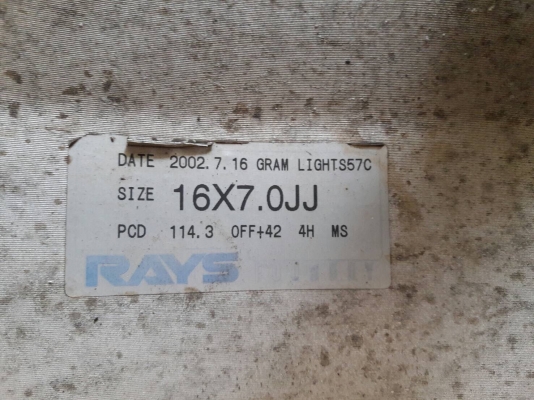 DATE 2002.7.16 GRAM LIGHTS57C
SIZE 16X7.0JJ
PCD 114.3 OFF+42 4H MS
RAYS